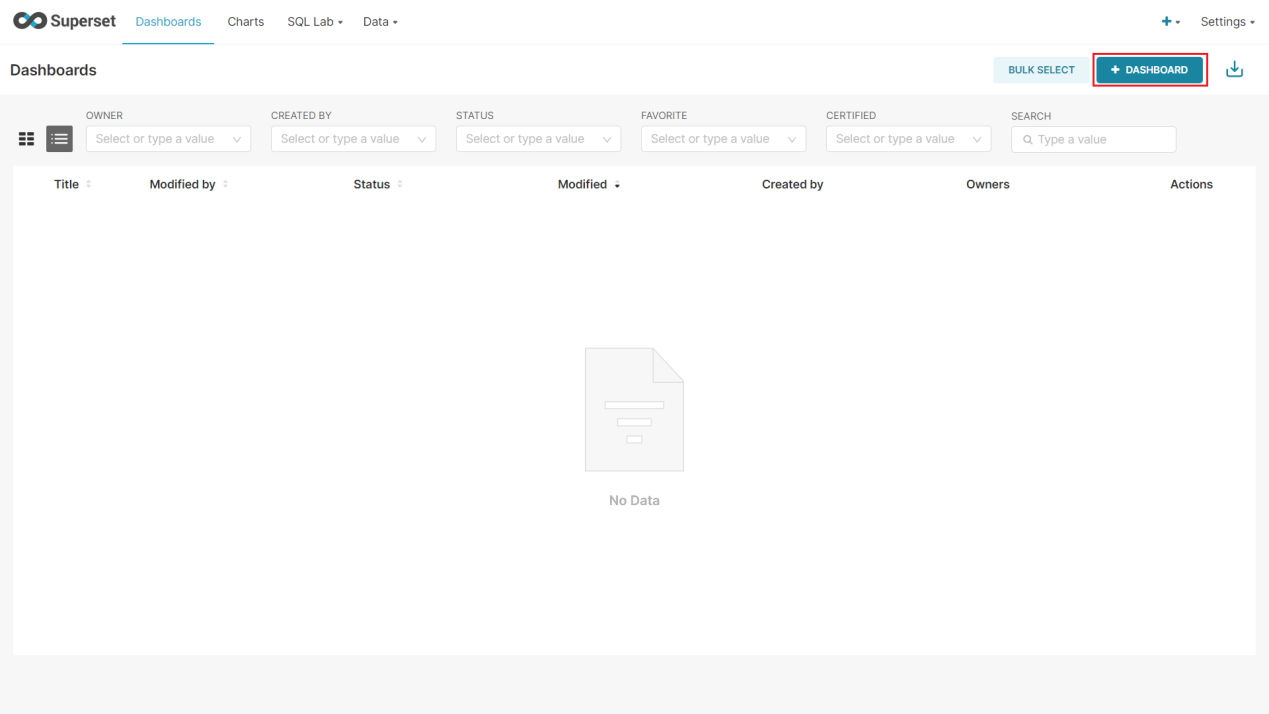 Superset Dashboards Charts SQL Lab Data + Settings
Dashboards BULK SELECT + DASHBOARD
OWNER CREATED BY STATUS FAVORITE CERTIFIED SEARCH
Select or type a value Select or type a value Select or type a value Select or type a value Select or type a value Type a value
Title Modified by Status Modified Created by Owners Actions
No Data